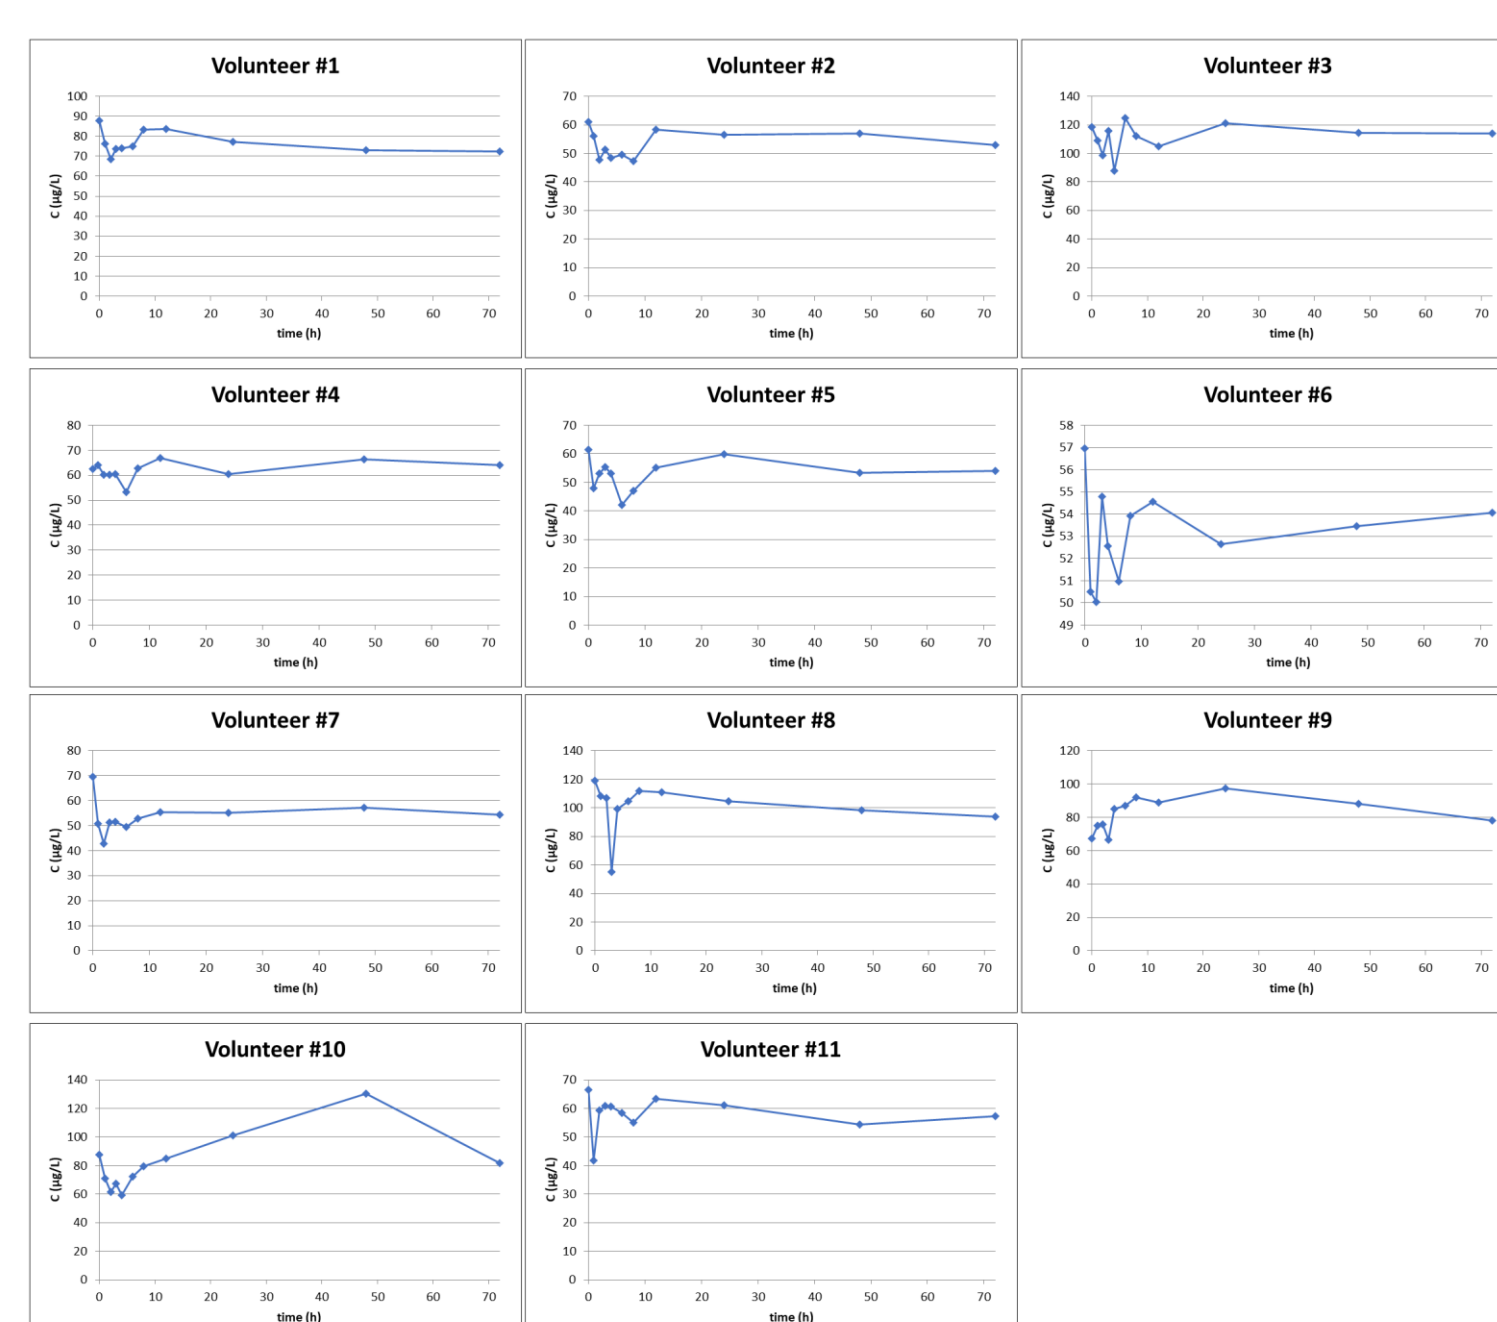 Volunteer #1
100
90
80
70
60
50
40
30
20
10
0
C (µg/L)
0 10 20 30 40 50 60 70
time (h)
Volunteer #2
70
60
50
40
30
20
10
0
C (µg/L)
0 10 20 30 40 50 60 70
time (h)
Volunteer #3
140
120
100
80
60
40
20
0
C (µg/L)
0 10 20 30 40 50 60 70
time (h)
Volunteer #4
80
70
60
50
40
30
20
10
0
C (µg/L)
0 10 20 30 40 50 60 70
time (h)
Volunteer #5
70
60
50
40
30
20
10
0
C (µg/L)
0 10 20 30 40 50 60 70
time (h)
Volunteer #6
58
57
56
55
54
53
52
51
50
49
C (µg/L)
0 10 20 30 40 50 60 70
time (h)
Volunteer #7
80
70
60
50
40
30
20
10
0
C (µg/L)
0 10 20 30 40 50 60 70
time (h)
Volunteer #8
140
120
100
80
60
40
20
0
C (µg/L)
0 10 20 30 40 50 60 70
time (h)
Volunteer #9
120
100
80
60
40
20
0
C (µg/L)
0 10 20 30 40 50 60 70
time (h)
Volunteer #10
140
120
100
80
60
40
20
0
C (µg/L)
0 10 20 30 40 50 60 70
time (h)
Volunteer #11
70
60
50
40
30
20
10
0
C (µg/L)
0 10 20 30 40 50 60 70
time (h)